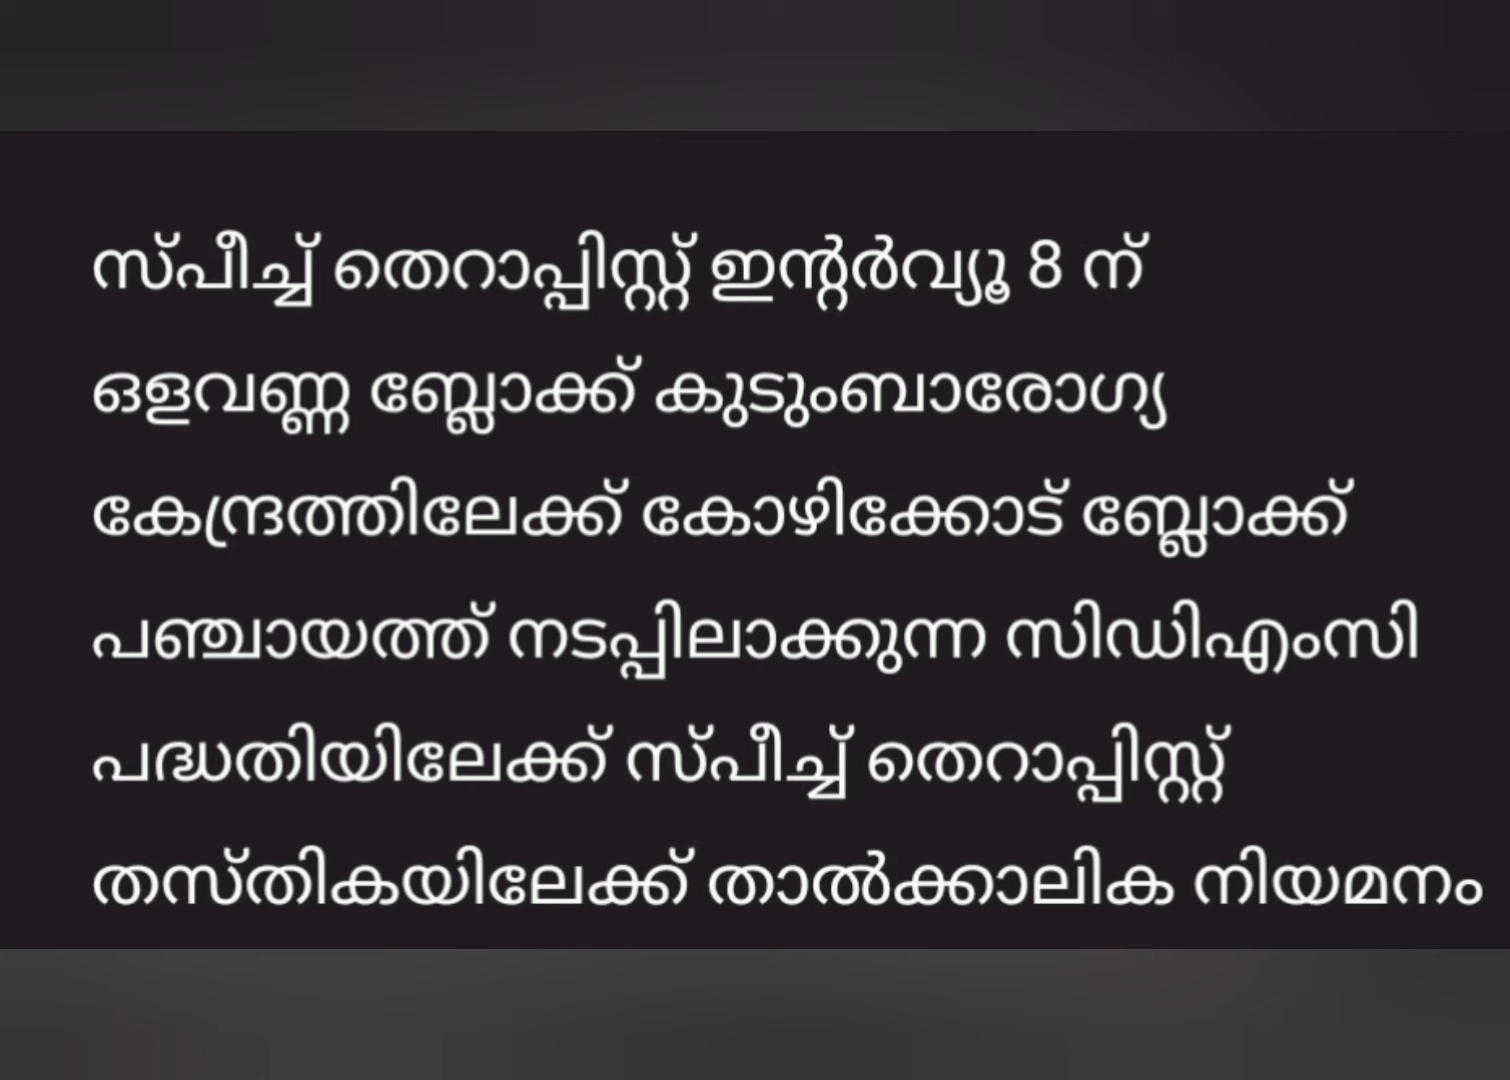 സ്പീച്ച് തെറാപ്പിസ്റ്റ് ഇന്റർവ്യൂ 8 ന്
ഒളവണ്ണ ബ്ലോക്ക് കുടുംബാരോഗ്യ
കേന്ദ്രത്തിലേക്ക് കോഴിക്കോട് ബ്ലോക്ക്
പഞ്ചായത്ത് നടപ്പിലാക്കുന്ന സിഡിഎംസി
പദ്ധതിയിലേക്ക് സ്പീച്ച് തെറാപ്പിസ്റ്റ്
തസ്തികയിലേക്ക് താൽക്കാലിക നിയമനം